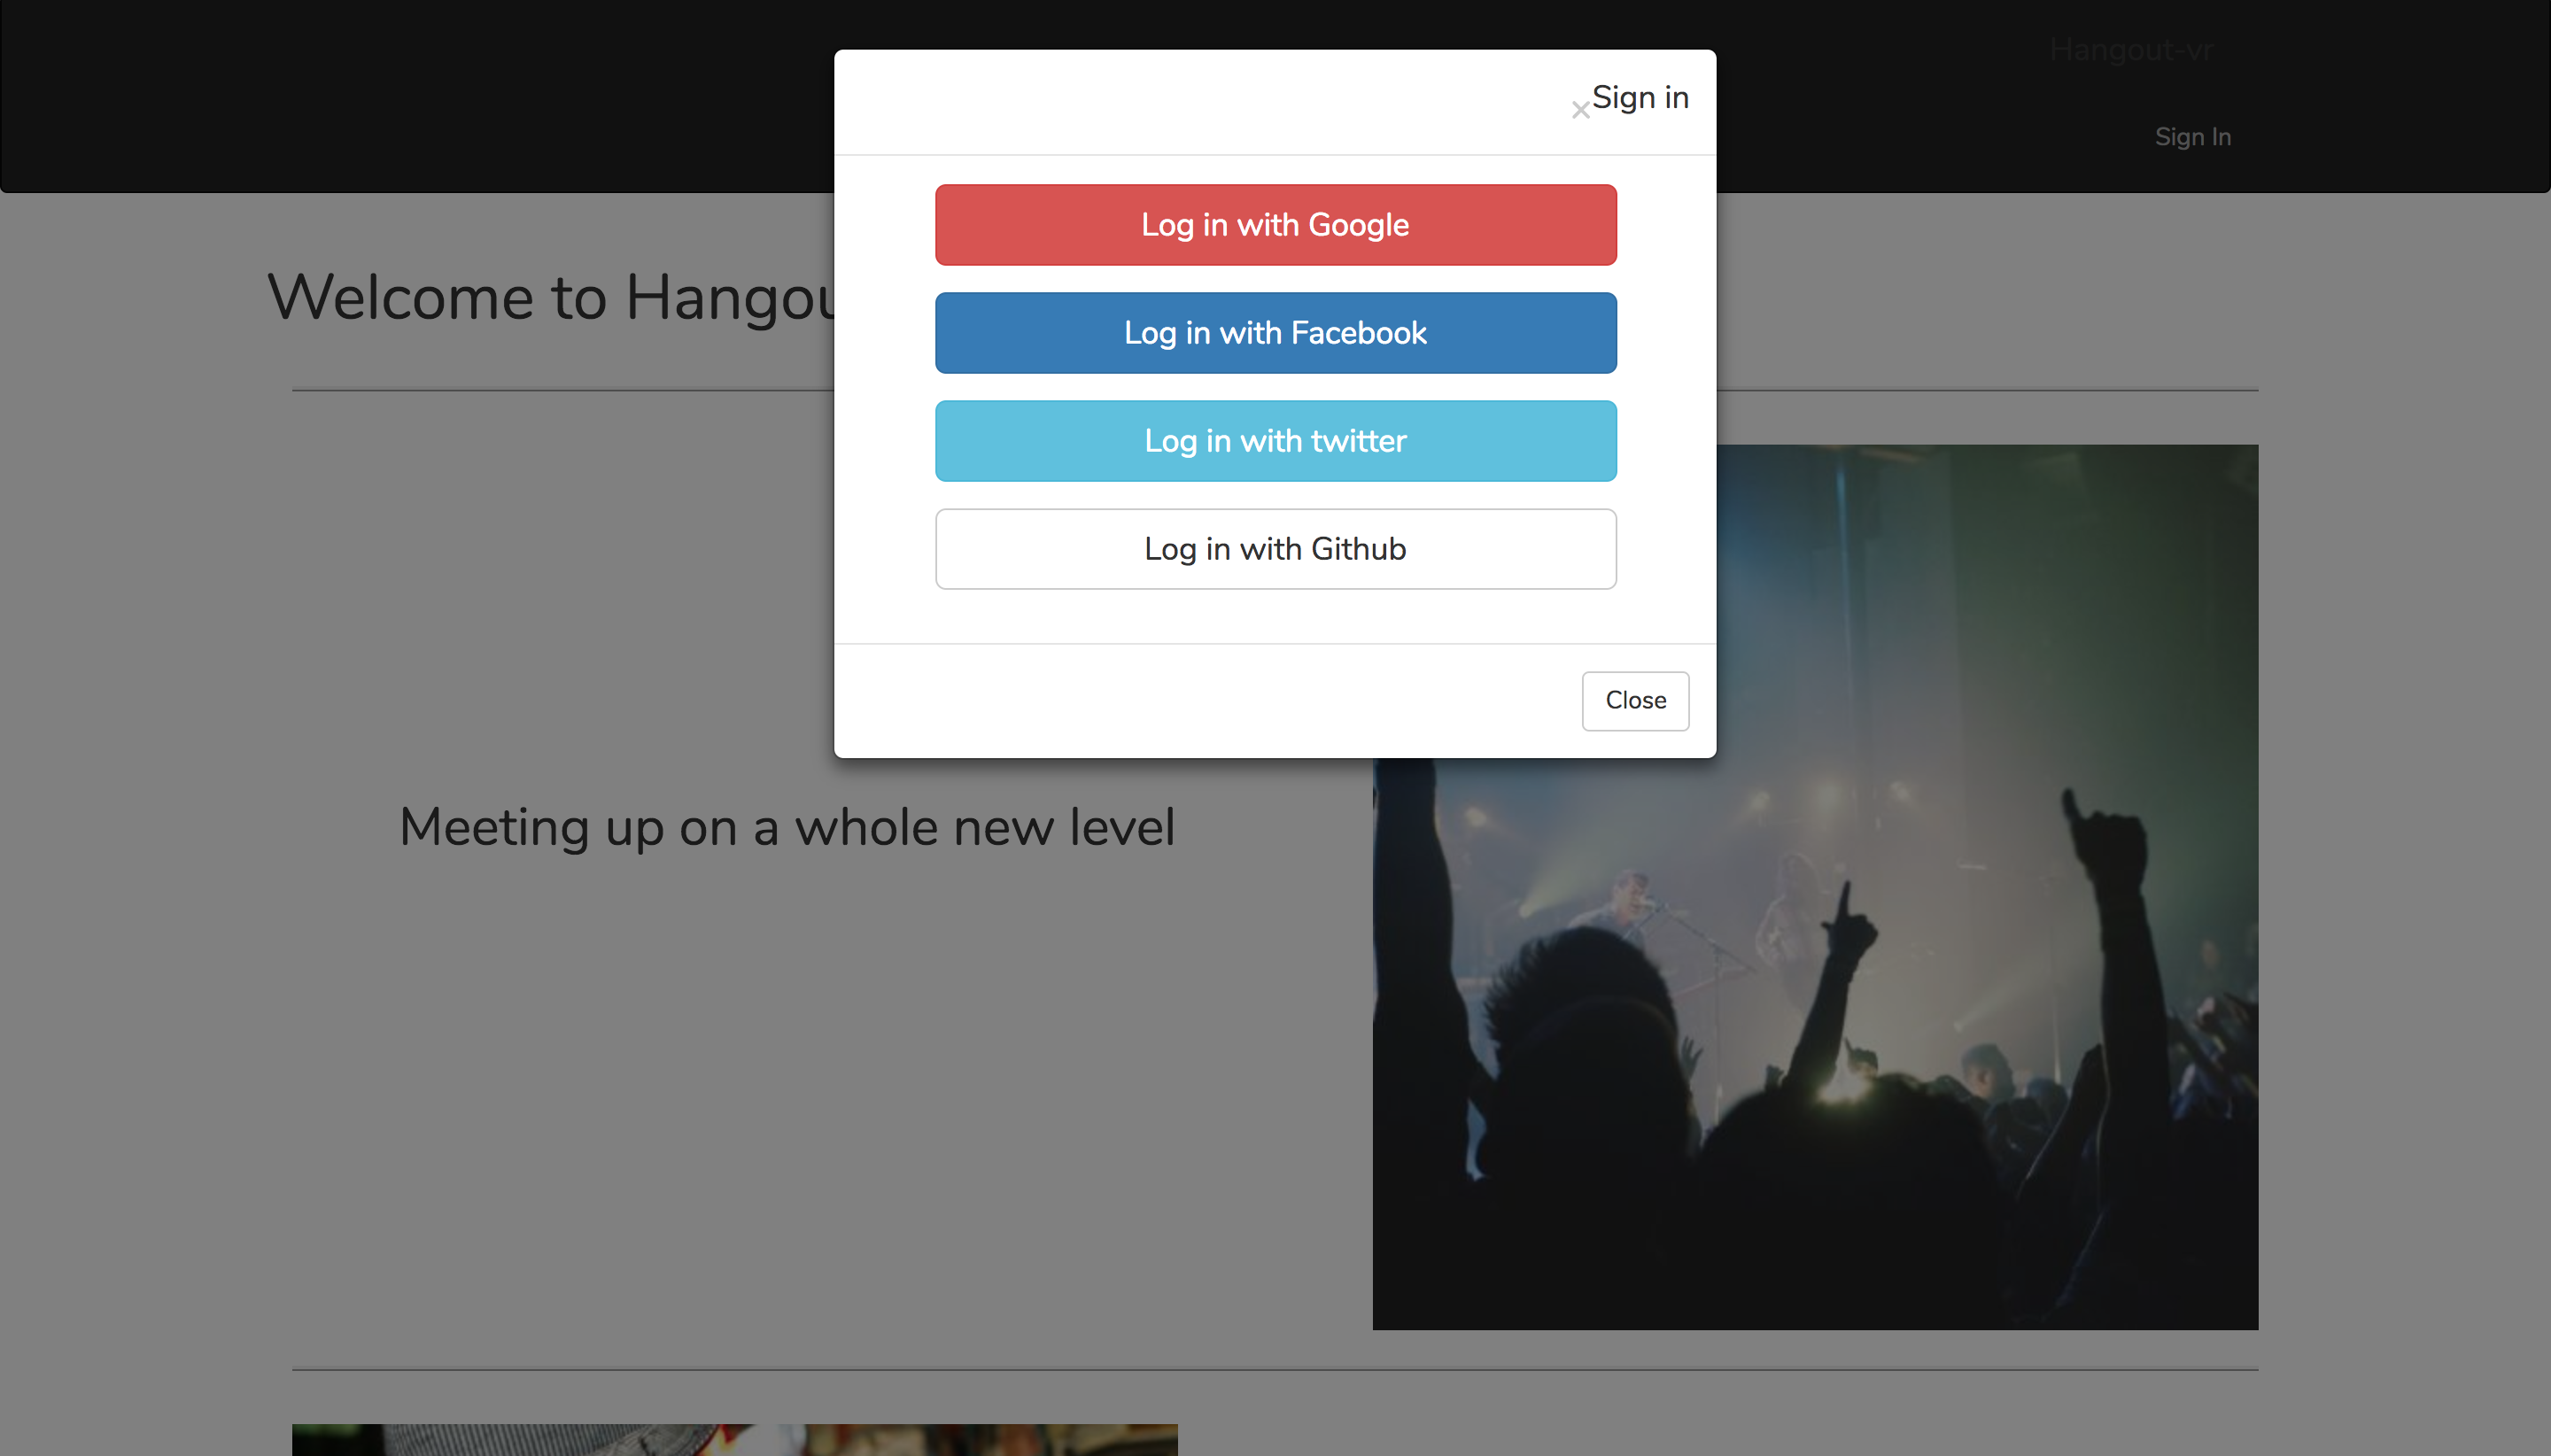 Hangout-vr
× Sign in
Sign In
Log in with Google
Welcome to Hangou
Log in with Facebook
Log in with twitter
Log in with Github
Close
Meeting up on a whole new level